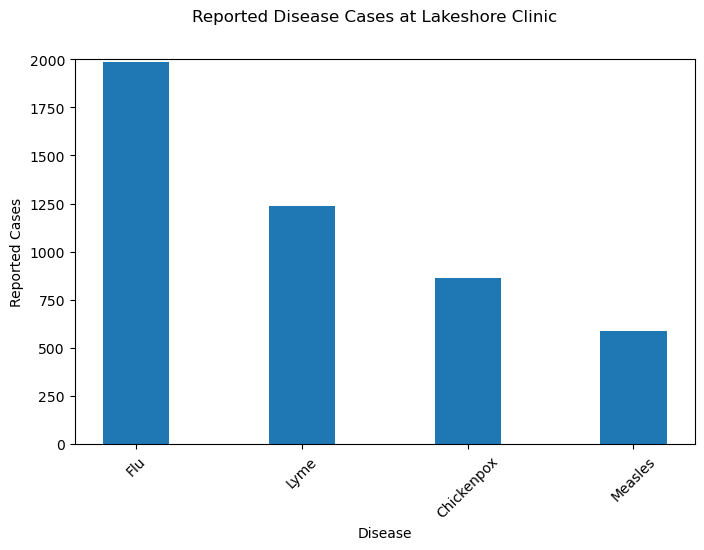 Reported Disease Cases at Lakeshore Clinic
2000
1750
1500
1250
1000
750
500
250
0
Reported Cases
Flu
Lyme
Chickenpox
Measles
Disease